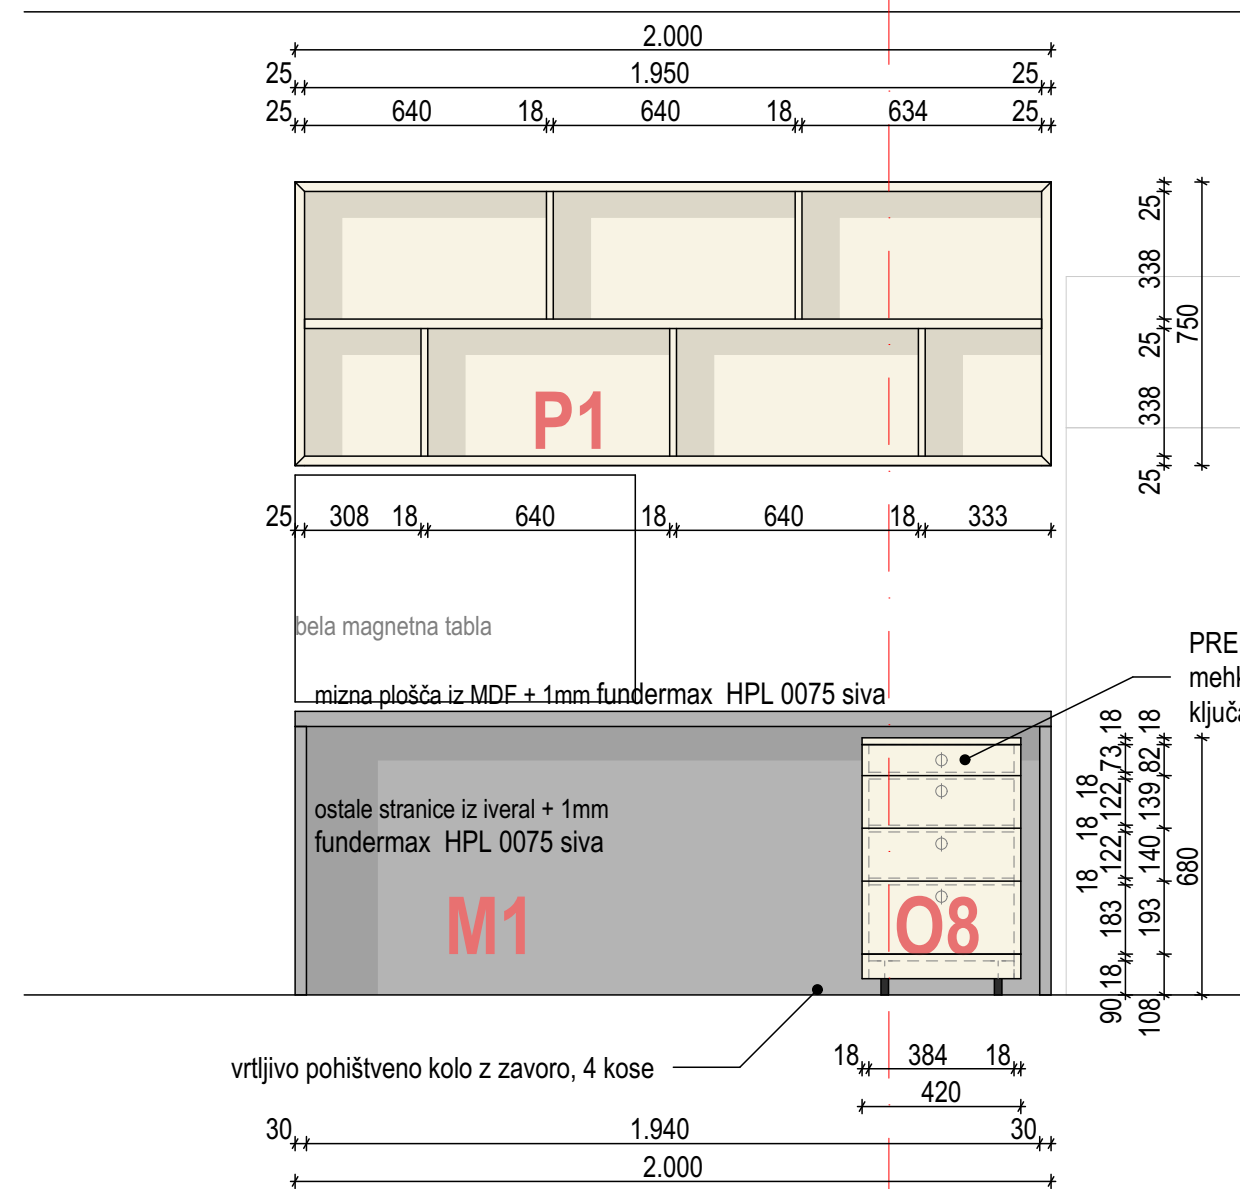 2.000
25 1.950 25
25 640 18 640 18 634 25
25
338
25
338
25
750
P1
25 308 18 640 18 640 18 333
bela magnetna tabla
mizna plošča iz MDF + 1mm fundermax HPL 0075 siva
PRE
mehk
ključa
ostale stranice iz iveral + 1mm
fundermax HPL 0075 siva
M1
O8
18
73
18
122
18
122
18
183
18
90
18
82
139
140
193
108
680
vrtljivo pohištveno kolo z zavoro, 4 kose
18 384 18
420
30 1.940 30
2.000